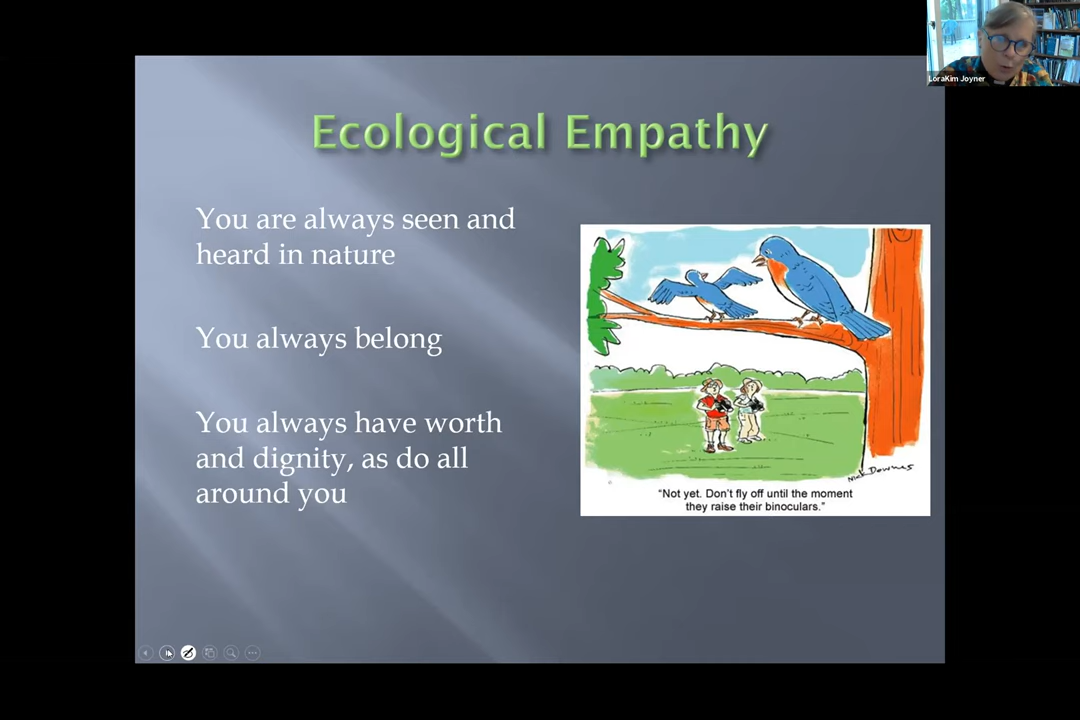 LoraKim Joyner
Ecological Empathy
You are always seen and
heard in nature
You always belong
You always have worth
and dignity, as do all
around you
Nick Downes
“Not yet. Don’t fly off until the moment
they raise their binoculars.”